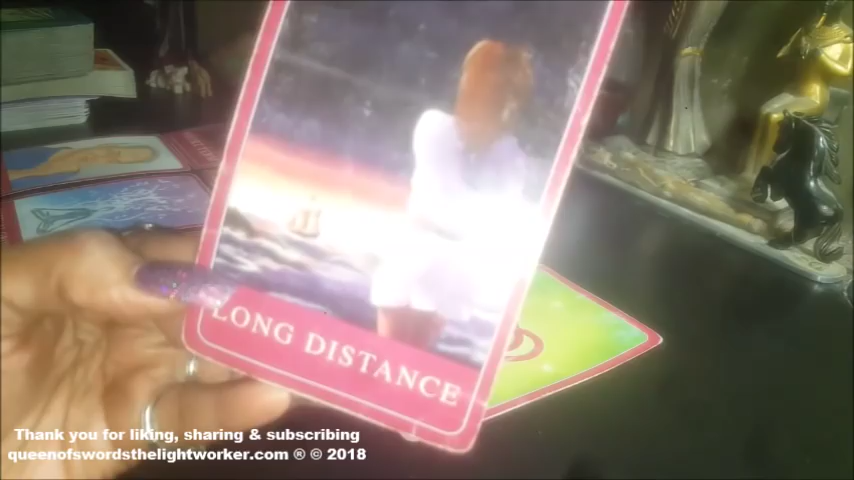 LONG DISTANCE
Thank you for liking, sharing & subscribing
queenofswordsthelightworker.com ® © 2018